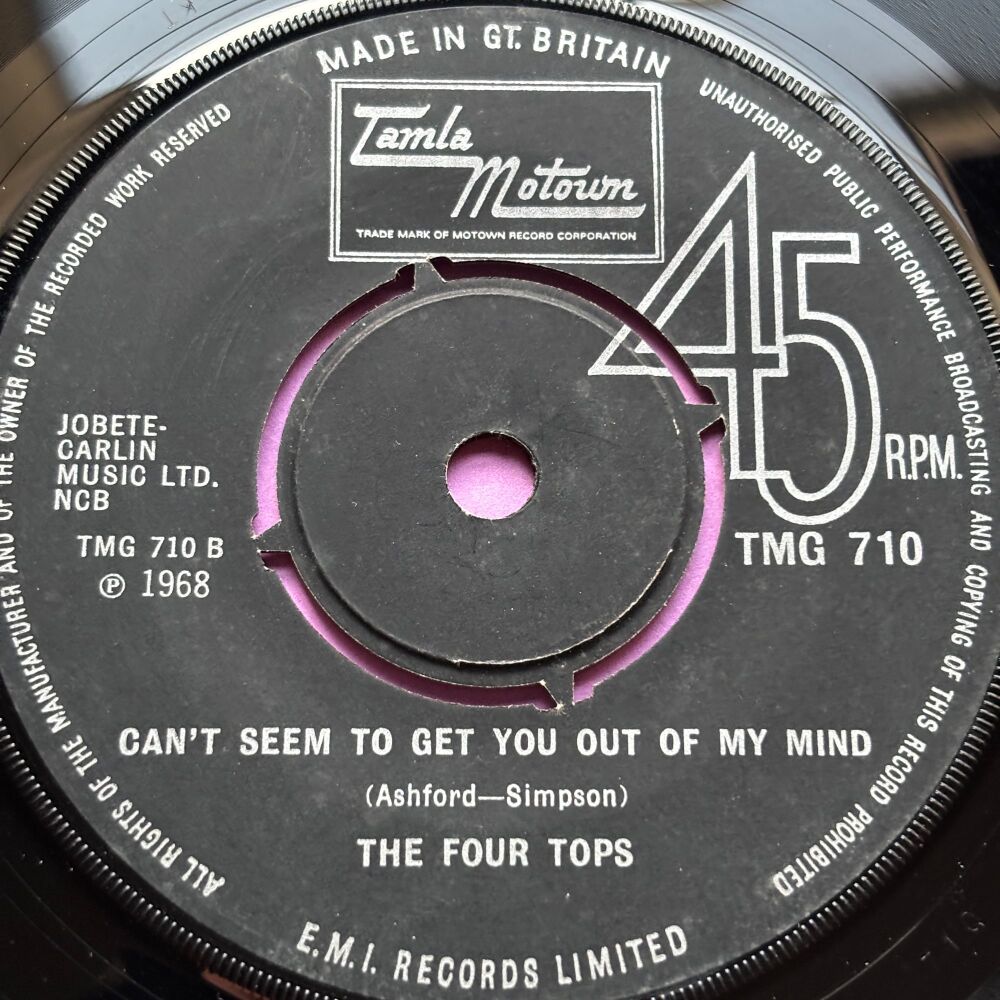 MADE IN GT. BRITAIN
Tamla
Motown
TRADE MARK OF MOTOWN RECORD CORPORATION
45
R.P.M.
TMG 710
JOBETE-
CARLIN
MUSIC LTD.
NCB
TMG 710 B
℗ 1968
CAN'T SEEM TO GET YOU OUT OF MY MIND
(Ashford—Simpson)
THE FOUR TOPS
E.M.I. RECORDS LIMITED
ALL RIGHTS OF THE MANUFACTURER AND OF THE OWNER OF THE RECORDED WORK RESERVED
UNAUTHORISED PUBLIC PERFORMANCE BROADCASTING AND COPYING OF THIS RECORD PROHIBITED